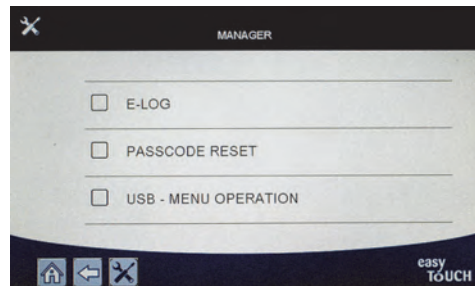 MANAGER
E-LOG
PASSCODE RESET
USB - MENU OPERATION
easy
TOUCH